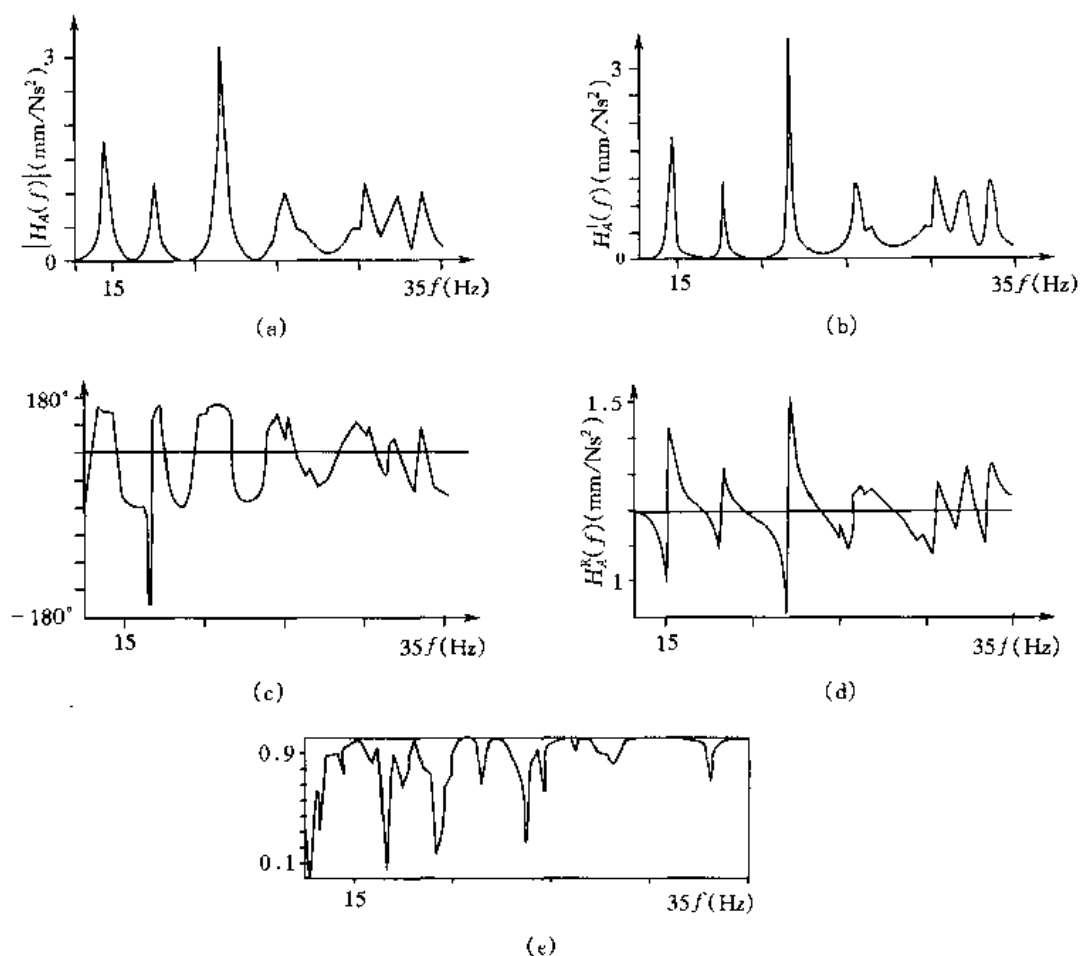 3
|H_A(f)|(mm/Ns²)
0
15
35 f(Hz)
(a)
3
H_A^I(f)(mm/Ns²)
0
15
35 f(Hz)
(b)
180°
-180°
15
35 f(Hz)
(c)
1.5
H_A^R(f)(mm/Ns²)
1
15
35 f(Hz)
(d)
0.9
0.1
15
35 f(Hz)
(e)